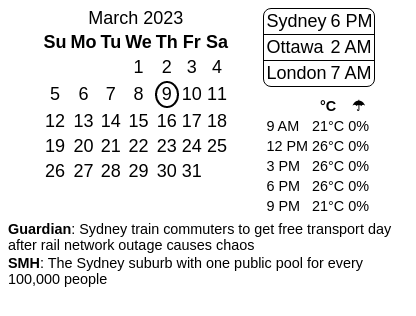 March 2023
Su Mo Tu We Th Fr Sa
1 2 3 4
5 6 7 8 9 10 11
12 13 14 15 16 17 18
19 20 21 22 23 24 25
26 27 28 29 30 31
Sydney 6 PM
Ottawa 2 AM
London 7 AM
°C ☂
9 AM 21°C 0%
12 PM 26°C 0%
3 PM 26°C 0%
6 PM 26°C 0%
9 PM 21°C 0%
Guardian: Sydney train commuters to get free transport day
after rail network outage causes chaos
SMH: The Sydney suburb with one public pool for every
100,000 people